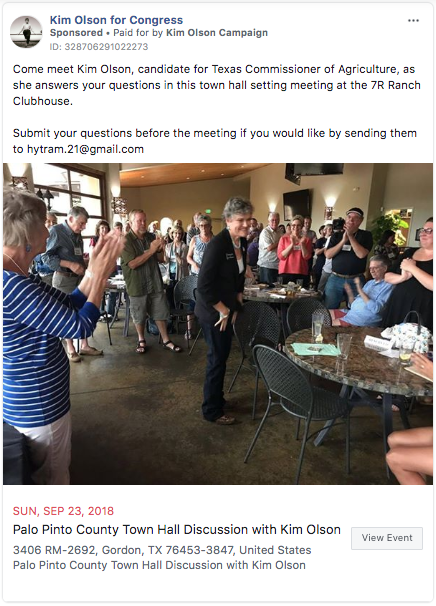 Kim Olson for Congress
Sponsored • Paid for by Kim Olson Campaign
ID: 328706291022273
Come meet Kim Olson, candidate for Texas Commissioner of Agriculture, as
she answers your questions in this town hall setting meeting at the 7R Ranch
Clubhouse.
Submit your questions before the meeting if you would like by sending them
to hytram.21@gmail.com
SUN, SEP 23, 2018
Palo Pinto County Town Hall Discussion with Kim Olson
View Event
3406 RM-2692, Gordon, TX 76453-3847, United States
Palo Pinto County Town Hall Discussion with Kim Olson